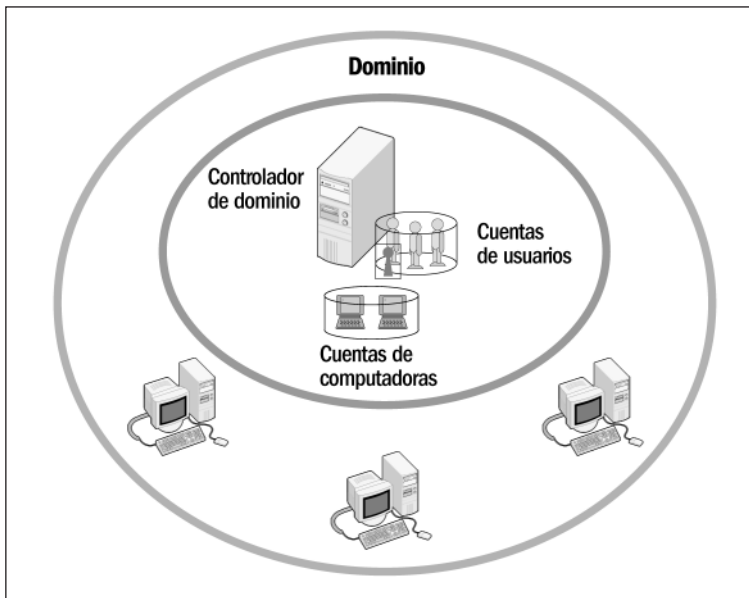 Dominio
Controlador
de dominio
Cuentas
de usuarios
Cuentas de
computadoras